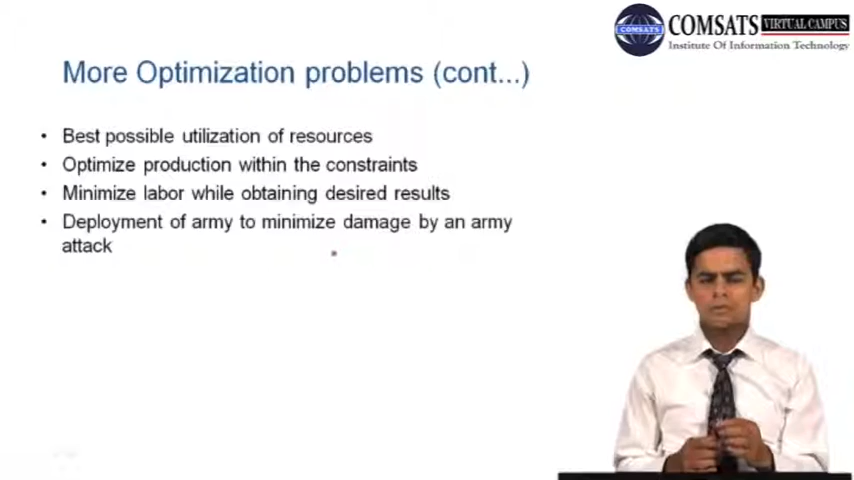 COMSATS VIRTUAL CAMPUS
COMSATS
Institute Of Information Technology
More Optimization problems (cont...)
• Best possible utilization of resources
• Optimize production within the constraints
• Minimize labor while obtaining desired results
• Deployment of army to minimize damage by an army
attack